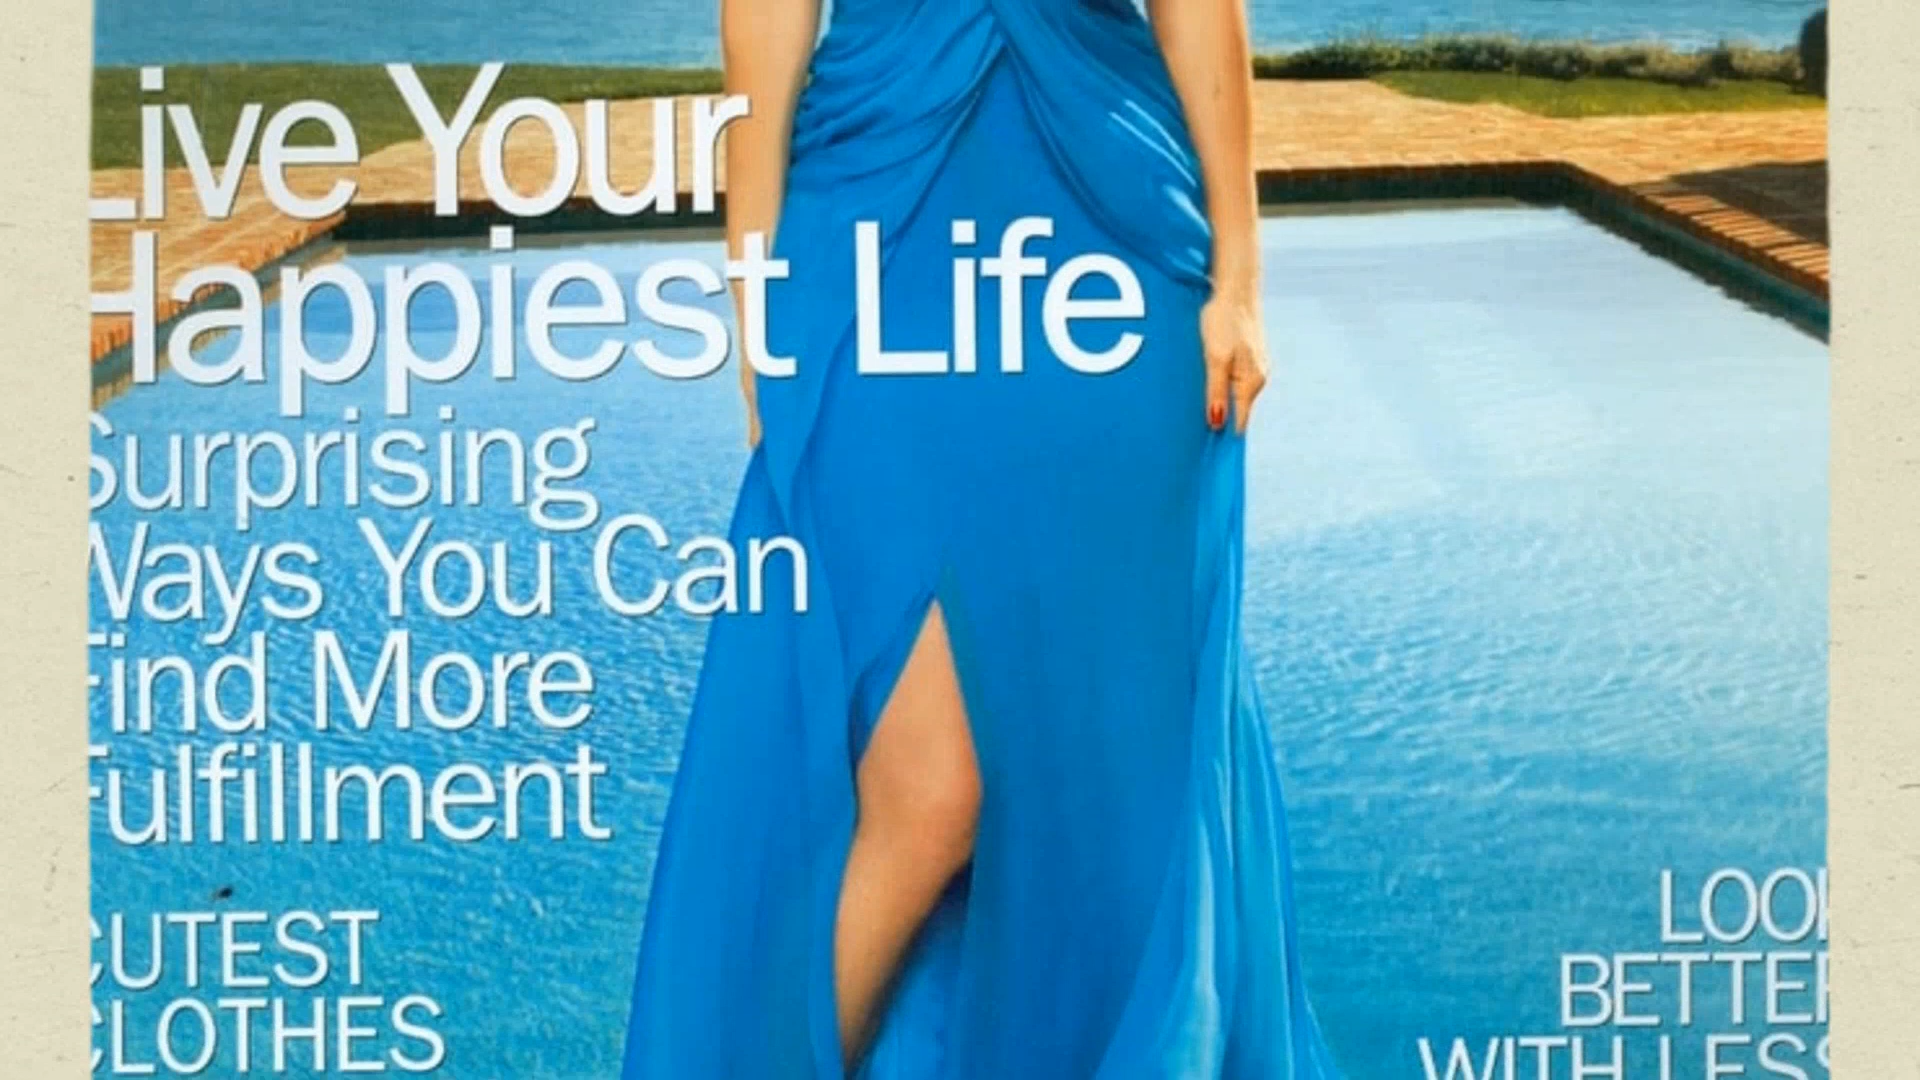 Live Your
Happiest Life
Surprising
Ways You Can
Find More
Fulfillment
CUTEST
CLOTHES
LOOK
BETTER
WITH LESS